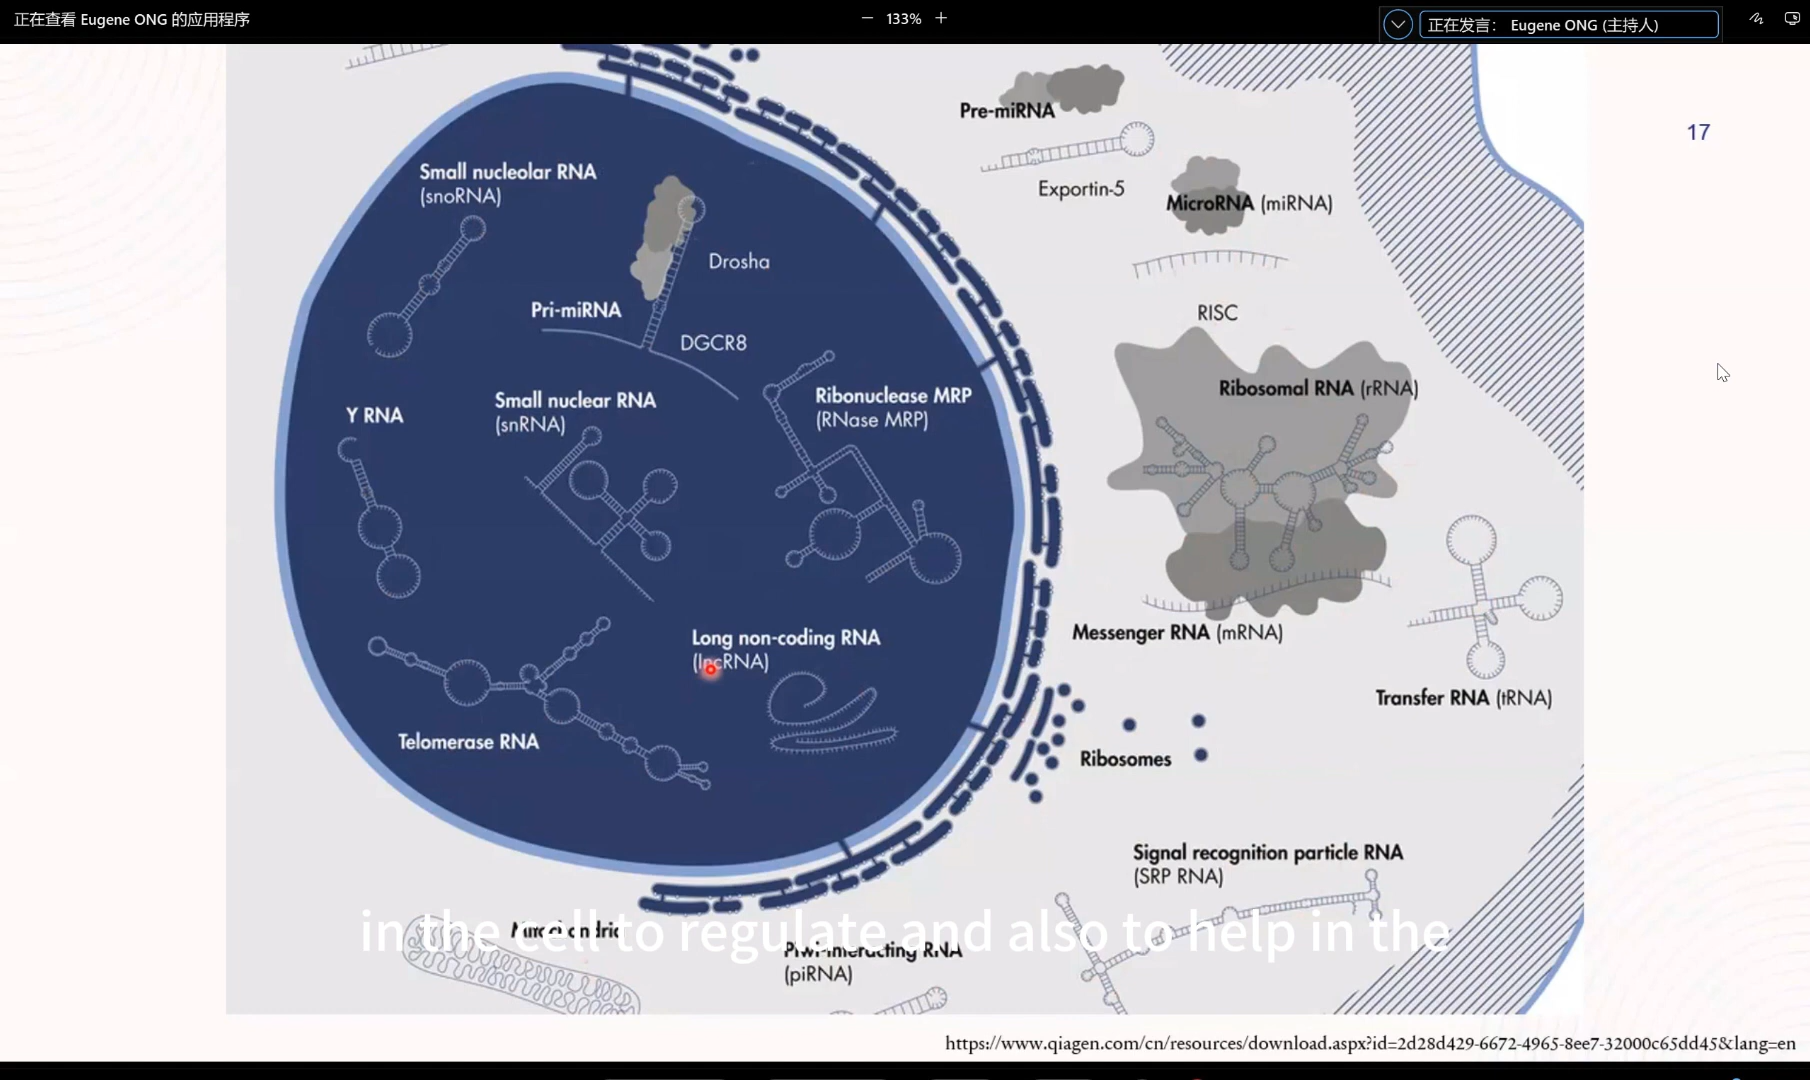 正在查看 Eugene ONG 的应用程序
133%
正在发言： Eugene ONG (主持人)
17
Pre-miRNA
Exportin-5
MicroRNA (miRNA)
RISC
Small nucleolar RNA
(snoRNA)
Drosha
Pri-miRNA
DGCR8
Small nuclear RNA
(snRNA)
Y RNA
Ribonuclease MRP
(RNase MRP)
Ribosomal RNA (rRNA)
Messenger RNA (mRNA)
Transfer RNA (tRNA)
Long non-coding RNA
(lncRNA)
Telomerase RNA
Ribosomes
Signal recognition particle RNA
(SRP RNA)
Mitochondria
Piwi-interacting RNA
(piRNA)
in the cell to regulate and also to help in the
https://www.qiagen.com/cn/resources/download.aspx?id=2d28d429-6672-4965-8ee7-32000c65dd45&lang=en